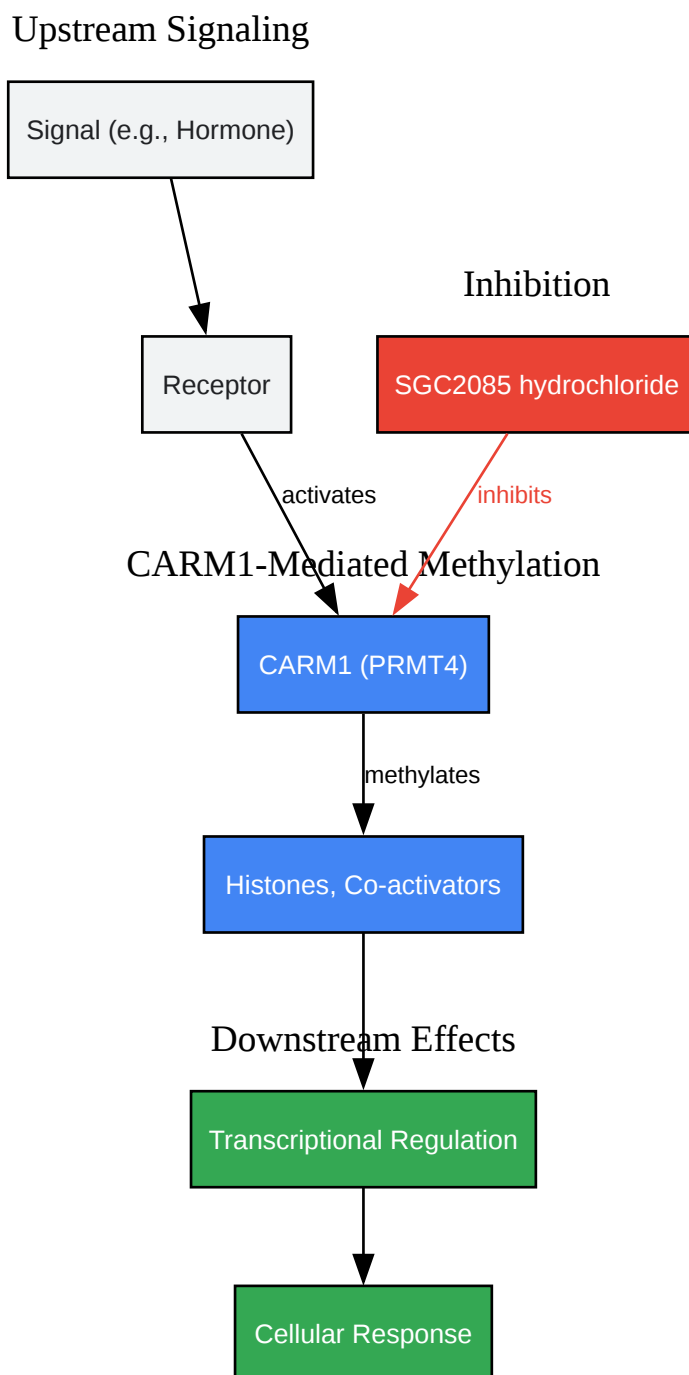 Upstream Signaling
Signal (e.g., Hormone)
Inhibition
Receptor
SGC2085 hydrochloride
activates
inhibits
CARM1-Mediated Methylation
CARM1 (PRMT4)
methylates
Histones, Co-activators
Downstream Effects
Transcriptional Regulation
Cellular Response